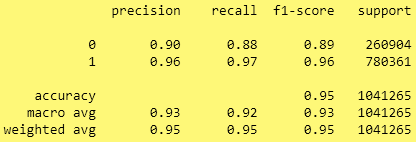 precision recall f1-score support
0 0.90 0.88 0.89 260904
1 0.96 0.97 0.96 780361
accuracy 0.95 1041265
macro avg 0.93 0.92 0.93 1041265
weighted avg 0.95 0.95 0.95 1041265